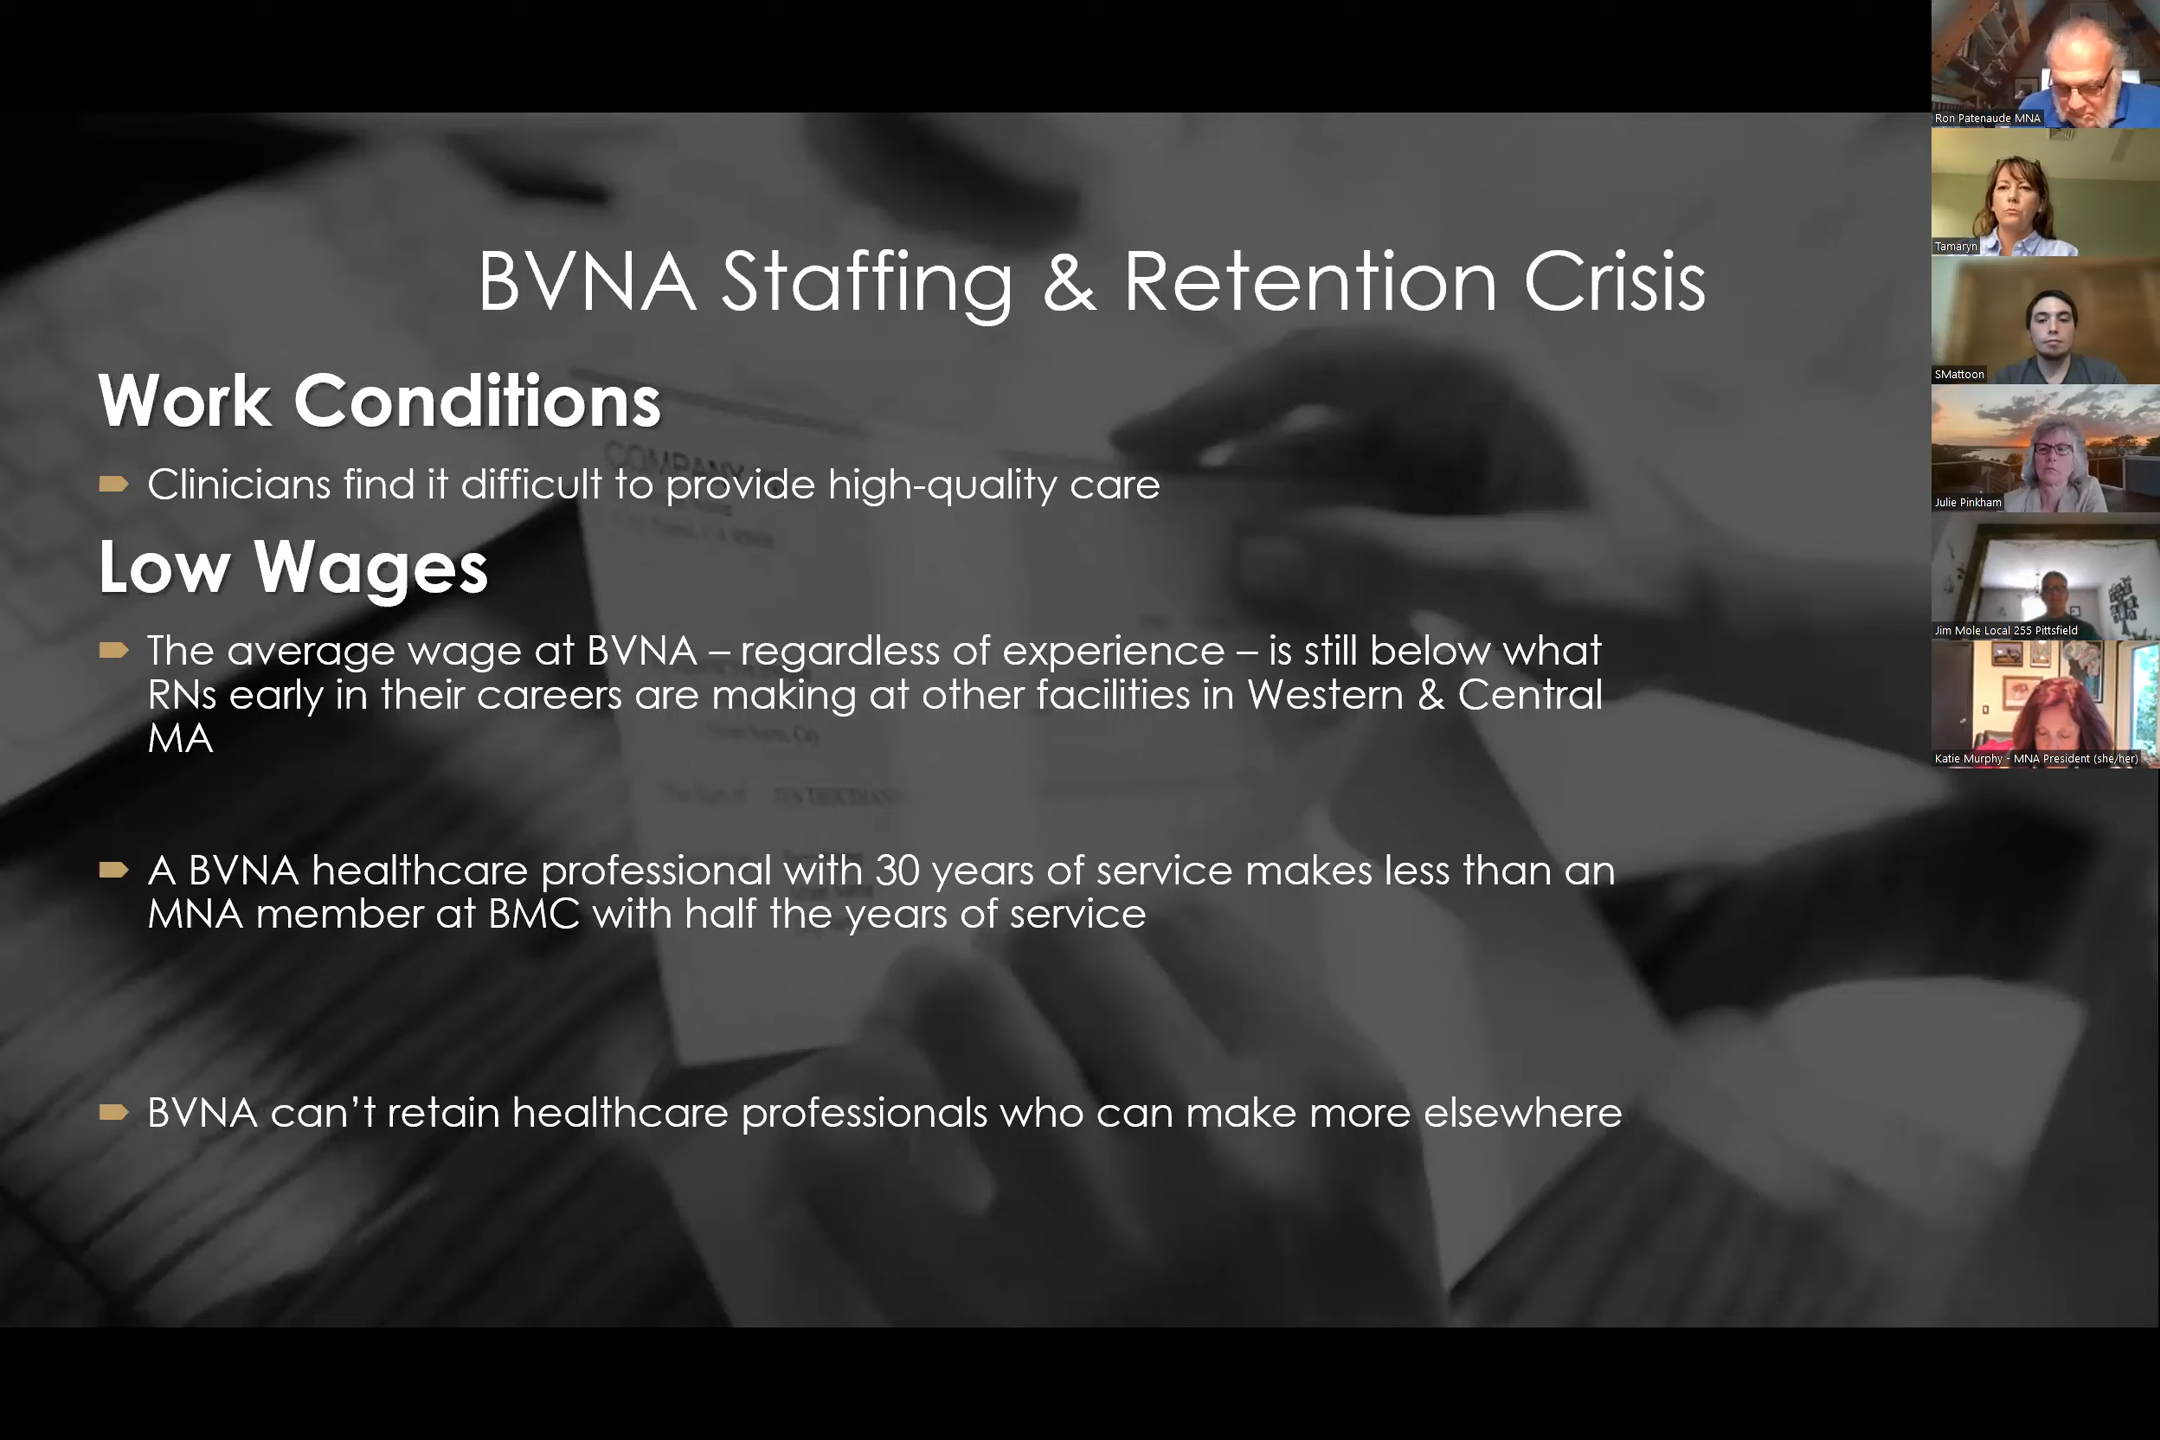 BVNA Staffing & Retention Crisis
Work Conditions
Clinicians find it difficult to provide high-quality care
Low Wages
The average wage at BVNA – regardless of experience – is still below what
RNs early in their careers are making at other facilities in Western & Central
MA
A BVNA healthcare professional with 30 years of service makes less than an
MNA member at BMC with half the years of service
BVNA can’t retain healthcare professionals who can make more elsewhere
COMPANY
Ron Patenaude MNA
Tamaryn
SMattoon
Julie Pinkham
Jim Mole Local 255 Pittsfield
Katie Murphy - MNA President (she/her)